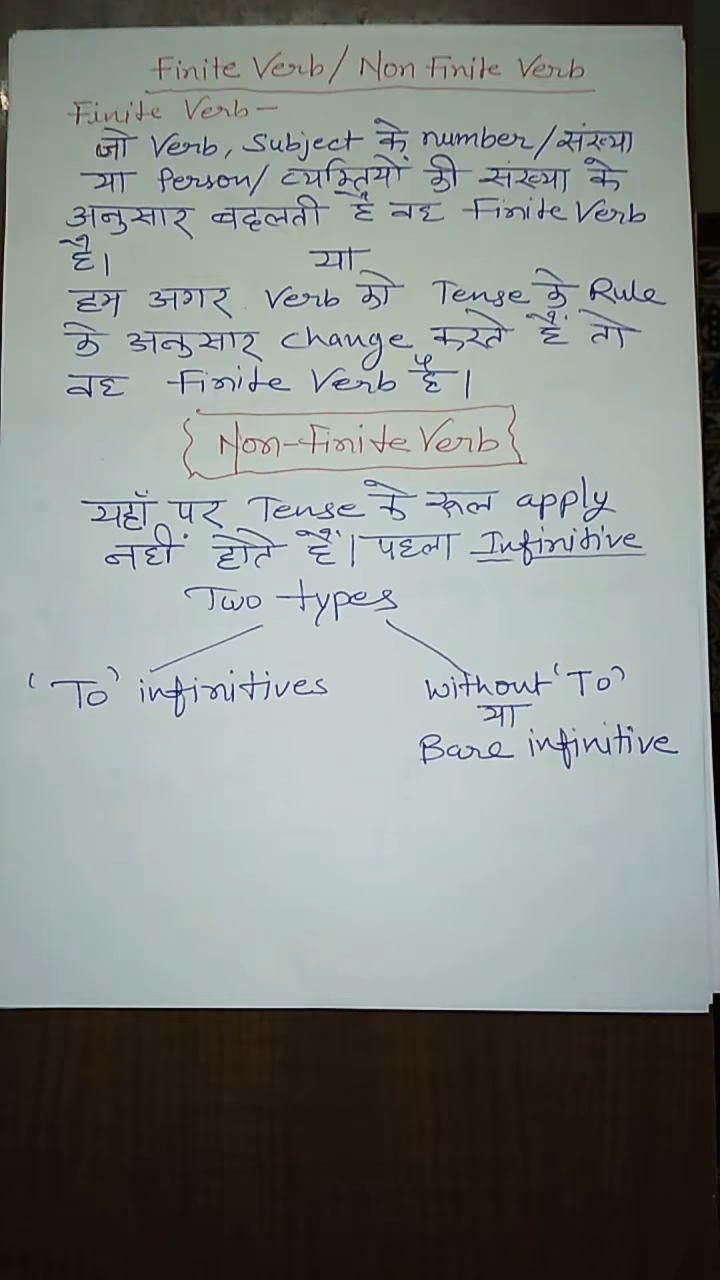 Finite Verb / Non Finite Verb
Finite Verb –
जो Verb, Subject के number/संख्या
या Person/ व्यक्तियों की संख्या के
अनुसार बदलती है वह Finite Verb
है। या
हम अगर Verb को Tense के Rule
के अनुसार change करते हैं तो
वह Finite Verb है।
{Non-Finite Verb}
यहाँ पर Tense के रूल apply
नहीं होते हैं। पहला Infinitive
Two types
'To' infinitives
without 'To'
या
Bare infinitive